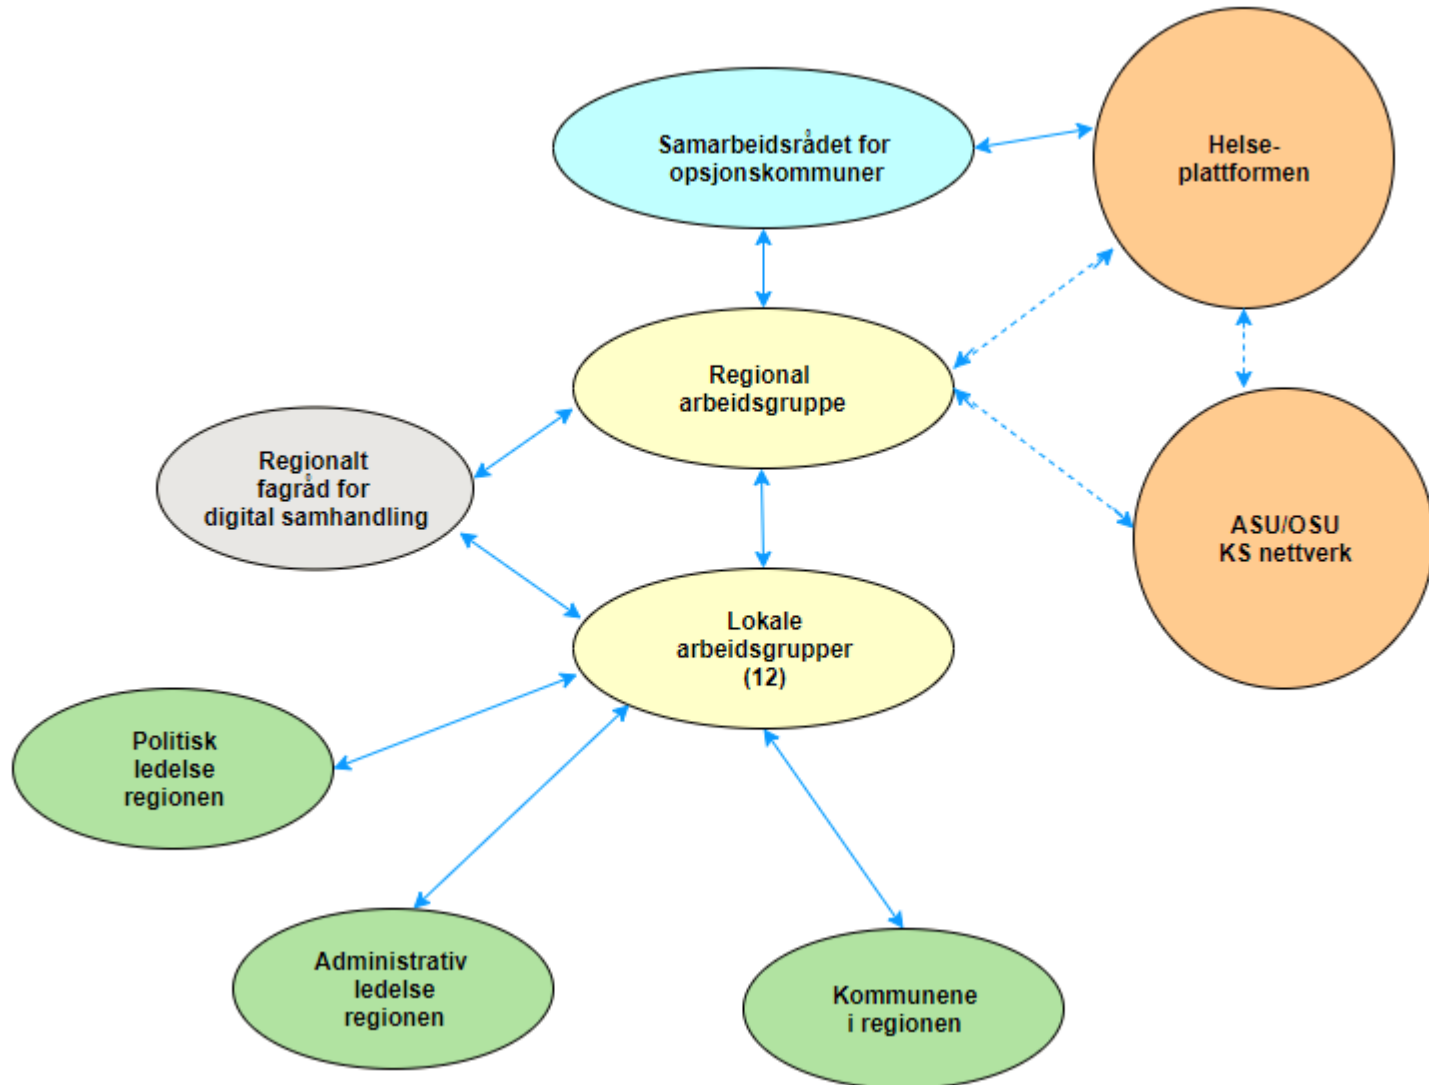 Samarbeidsrådet for
opsjonskommuner
Helse-
plattformen
Regional
arbeidsgruppe
Regionalt
fagråd for
digital samhandling
ASU/OSU
KS nettverk
Lokale
arbeidsgrupper
(12)
Politisk
ledelse
regionen
Administrativ
ledelse
regionen
Kommunene
i regionen